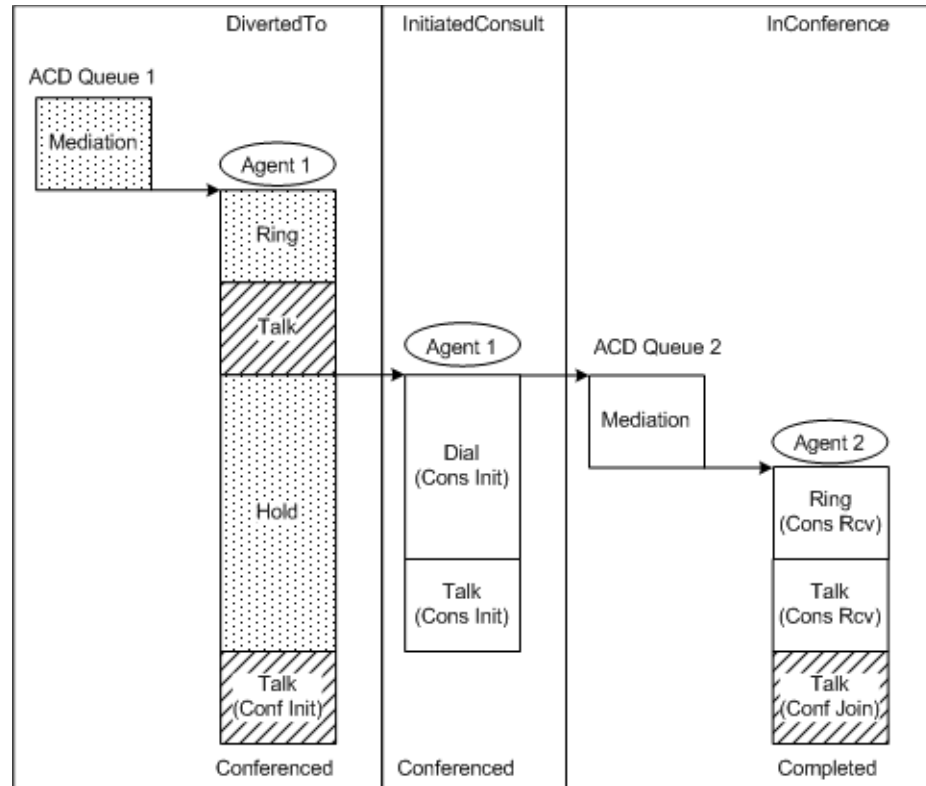 DivertedTo
InitiatedConsult
InConference
ACD Queue 1
Mediation
Agent 1
Ring
Talk
Hold
Talk
(Conf Init)
Agent 1
Dial
(Cons Init)
Talk
(Cons Init)
ACD Queue 2
Mediation
Agent 2
Ring
(Cons Rcv)
Talk
(Cons Rcv)
Talk
(Conf Join)
Conferenced
Conferenced
Completed